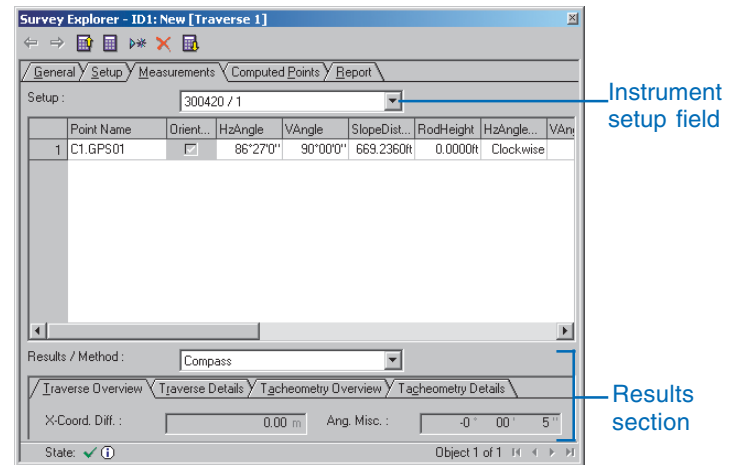 Survey Explorer - ID1: New [Traverse 1]
General Setup Measurements Computed Points Report
Setup : 300420 / 1
Instrument setup field
Point Name Orient... HzAngle VAngle SlopeDist... RodHeight HzAngle... VAn
1 C1.GPS01 86°27'0" 90°00'0" 669.2360ft 0.0000ft Clockwise
Results / Method : Compass
Traverse Overview Traverse Details Tacheometry Overview Tacheometry Details
X-Coord. Diff. : 0.00 m Ang. Misc. : -0 ° 00 ' 5 "
Results section
State: Object 1 of 1